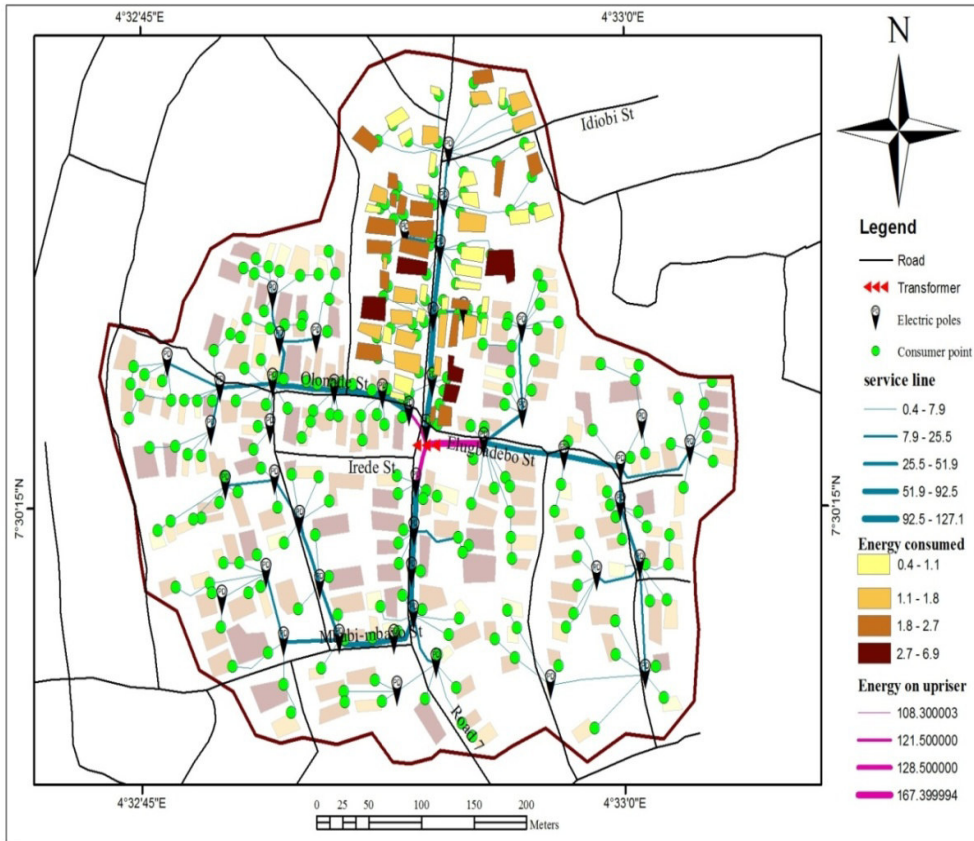 4°32'45"E
4°33'0"E
N
Idiobi St
Olomide St
Elugbadebo St
Irede St
Road 7
7°30'15"N
7°30'15"N
4°32'45"E
4°33'0"E
0 25 50 100 150 200
Meters
Legend
Road
Transformer
Electric poles
Consumer point
service line
0.4 - 7.9
7.9 - 25.5
25.5 - 51.9
51.9 - 92.5
92.5 - 127.1
Energy consumed
0.4 - 1.1
1.1 - 1.8
1.8 - 2.7
2.7 - 6.9
Energy on upriser
108.300003
121.500000
128.500000
167.399994